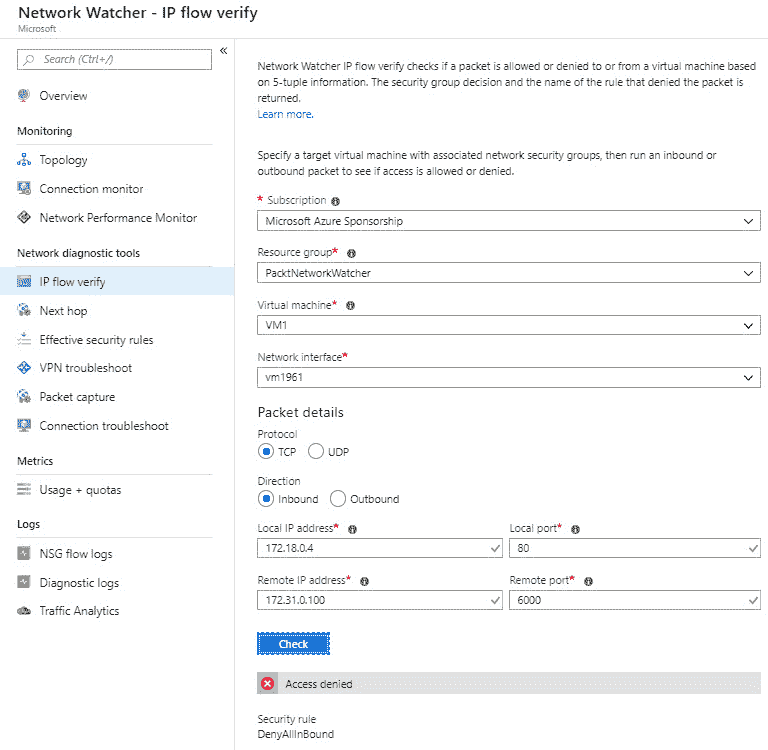 Network Watcher - IP flow verify
Microsoft
Search (Ctrl+/)
«
Overview
Monitoring
Topology
Connection monitor
Network Performance Monitor
Network diagnostic tools
IP flow verify
Next hop
Effective security rules
VPN troubleshoot
Packet capture
Connection troubleshoot
Metrics
Usage + quotas
Logs
NSG flow logs
Diagnostic logs
Traffic Analytics
Network Watcher IP flow verify checks if a packet is allowed or denied to or from a virtual machine based
on 5-tuple information. The security group decision and the name of the rule that denied the packet is
returned.
Learn more.
Specify a target virtual machine with associated network security groups, then run an inbound or
outbound packet to see if access is allowed or denied.
* Subscription
Microsoft Azure Sponsorship
Resource group*
PacktNetworkWatcher
Virtual machine*
VM1
Network interface*
vm1961
Packet details
Protocol
TCP UDP
Direction
Inbound Outbound
Local IP address* Local port*
172.18.0.4 80
Remote IP address* Remote port*
172.31.0.100 6000
Check
Access denied
Security rule
DenyAllInBound